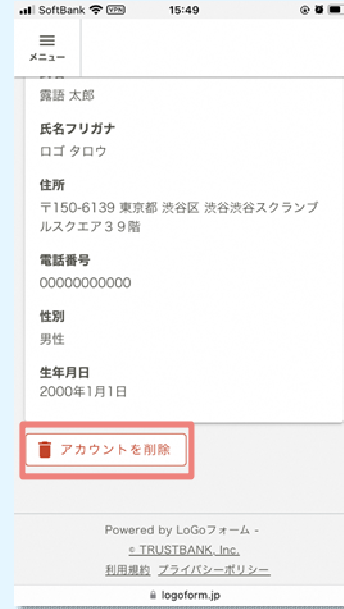 SoftBank VPN 15:49
メニュー
露語 太郎
氏名フリガナ
ロゴ タロウ
住所
〒150-6139 東京都 渋谷区 渋谷渋谷スクランブ
ルスクエア３９階
電話番号
00000000000
性別
男性
生年月日
2000年1月1日
アカウントを削除
Powered by LoGoフォーム -
© TRUSTBANK, Inc.
利用規約 プライバシーポリシー
logoform.jp